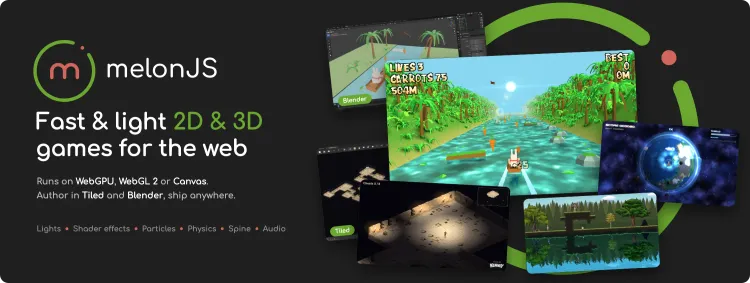 melonJS
Fast & light 2D & 3D
games for the web
Runs on WebGPU, WebGL 2 or Canvas.
Author in Tiled and Blender, ship anywhere.
Lights • Shader effects • Particles • Physics • Spine • Audio
Blender
LIVES 3
CARROTS 75
504M
BEST
0
0M
Tiled